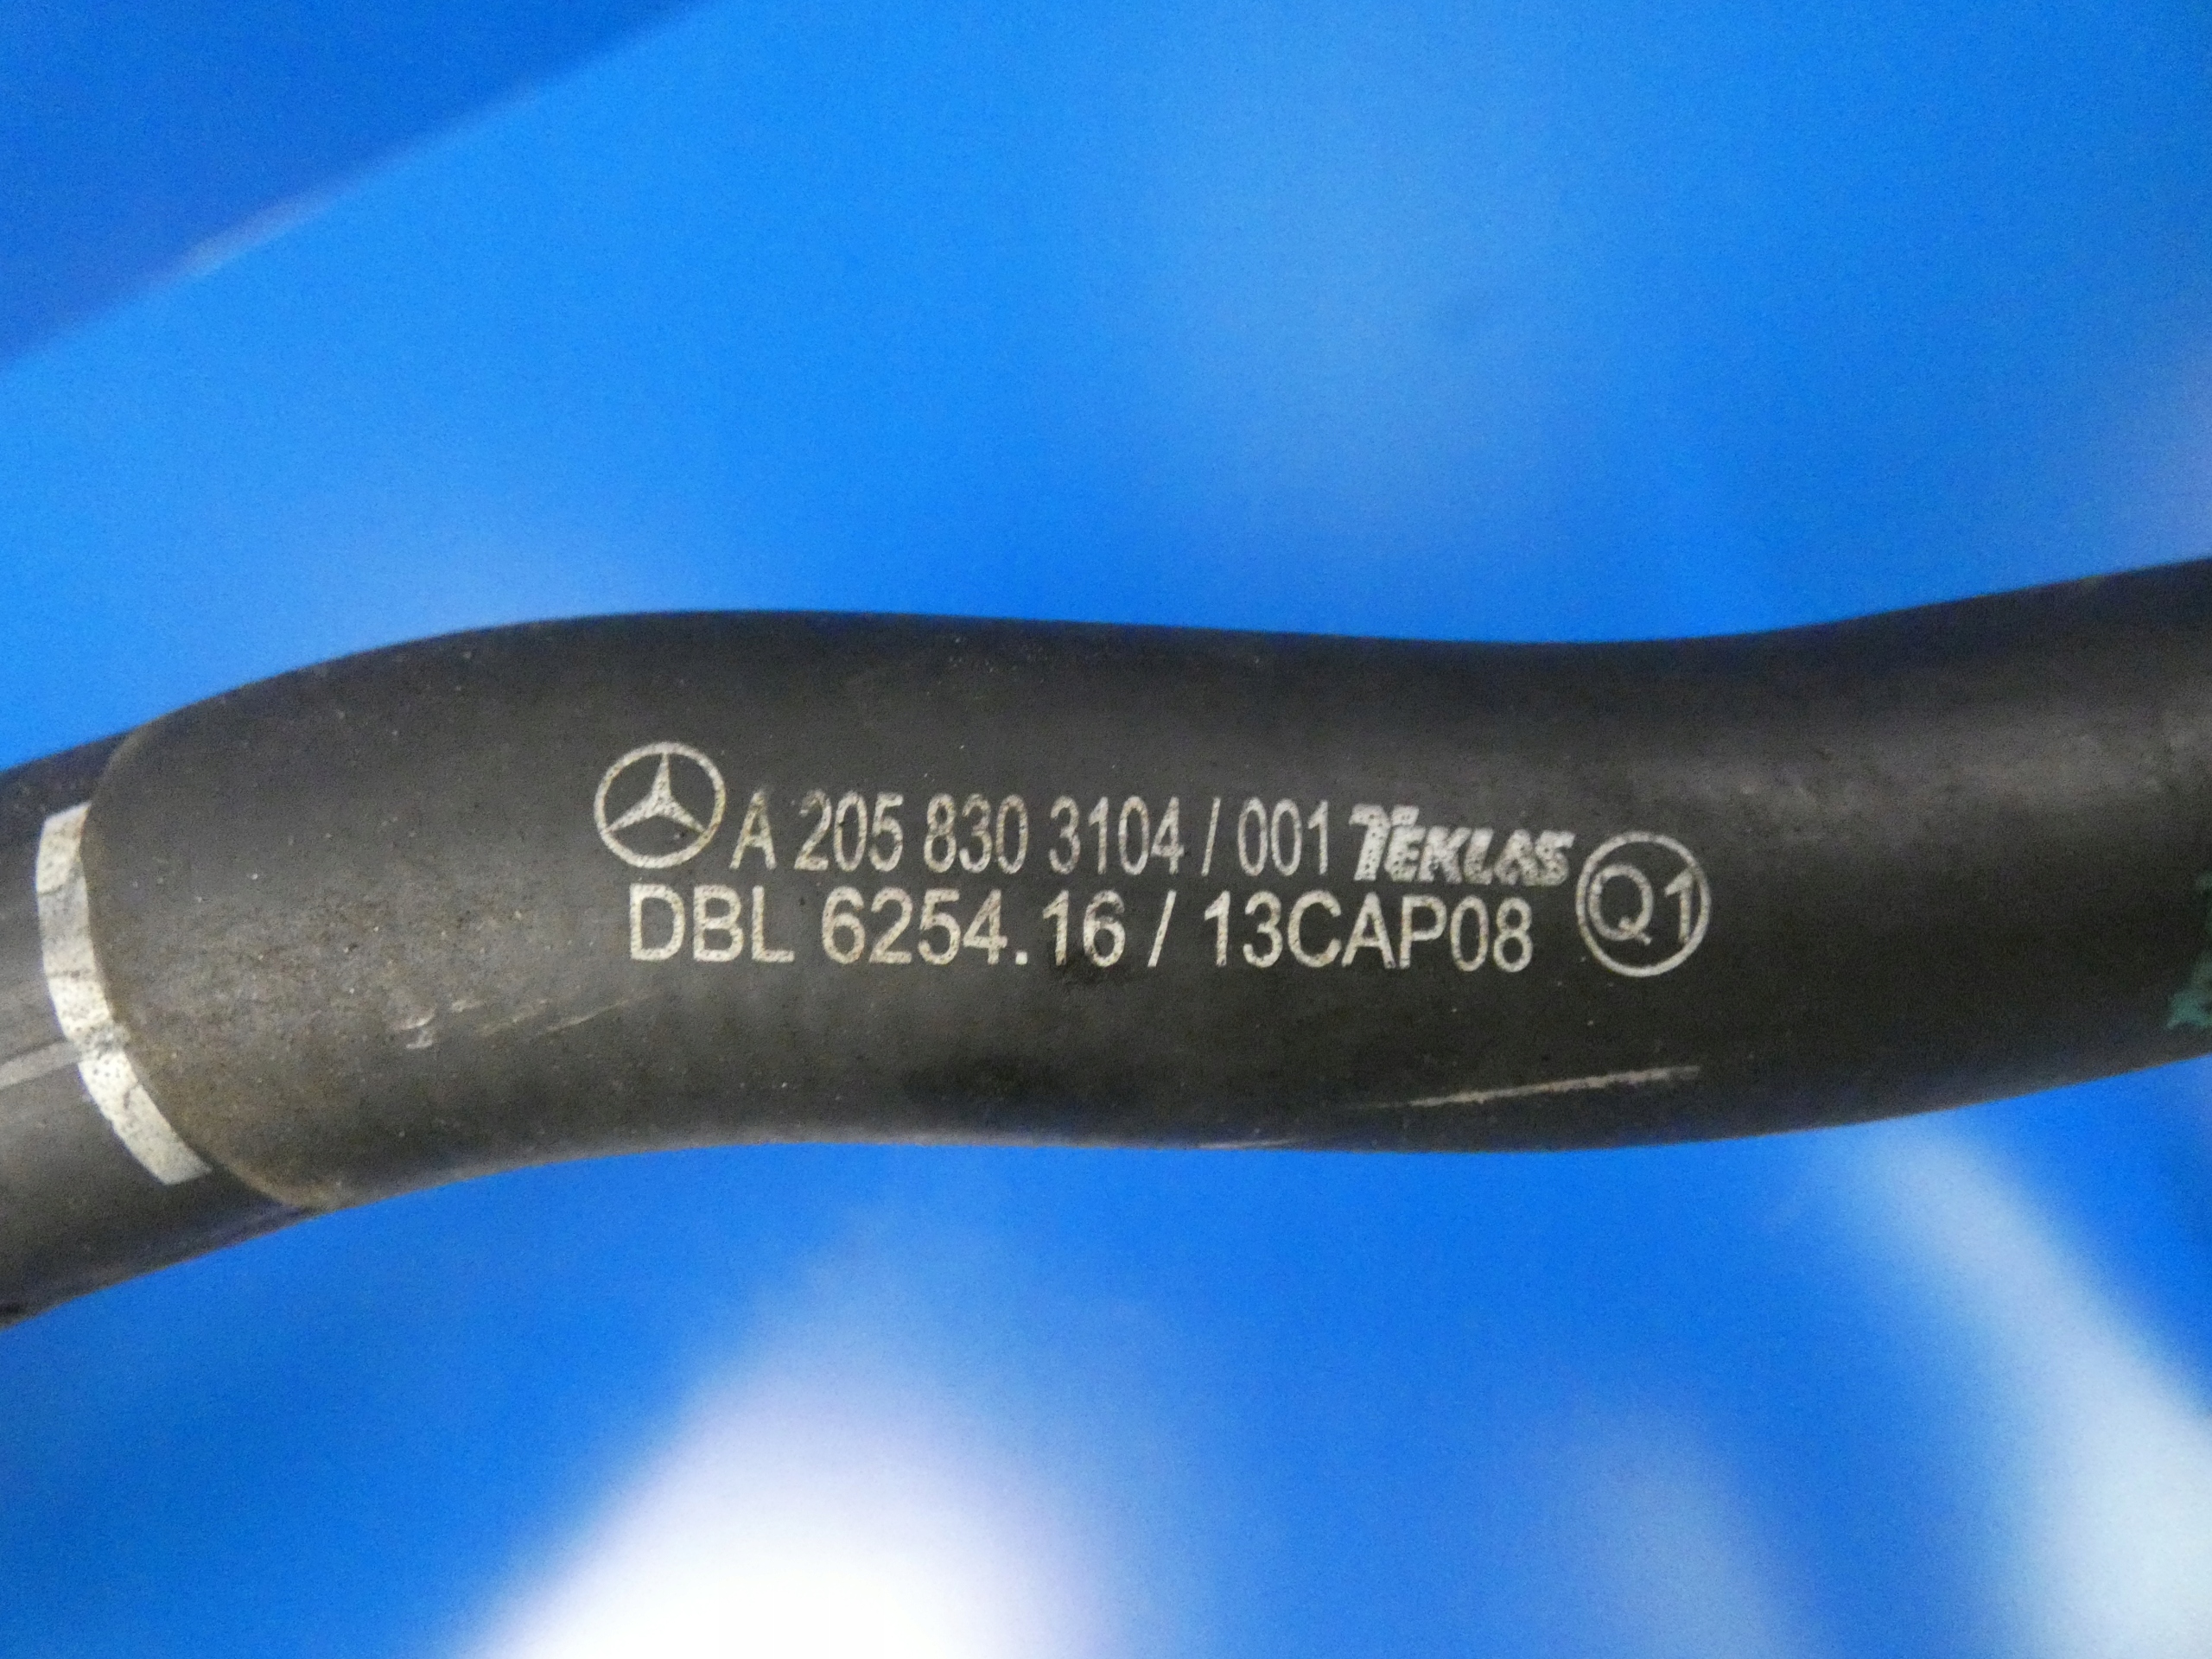 A 205 830 3104 / 001 TEKLAS
DBL 6254.16 / 13CAP08 Q1